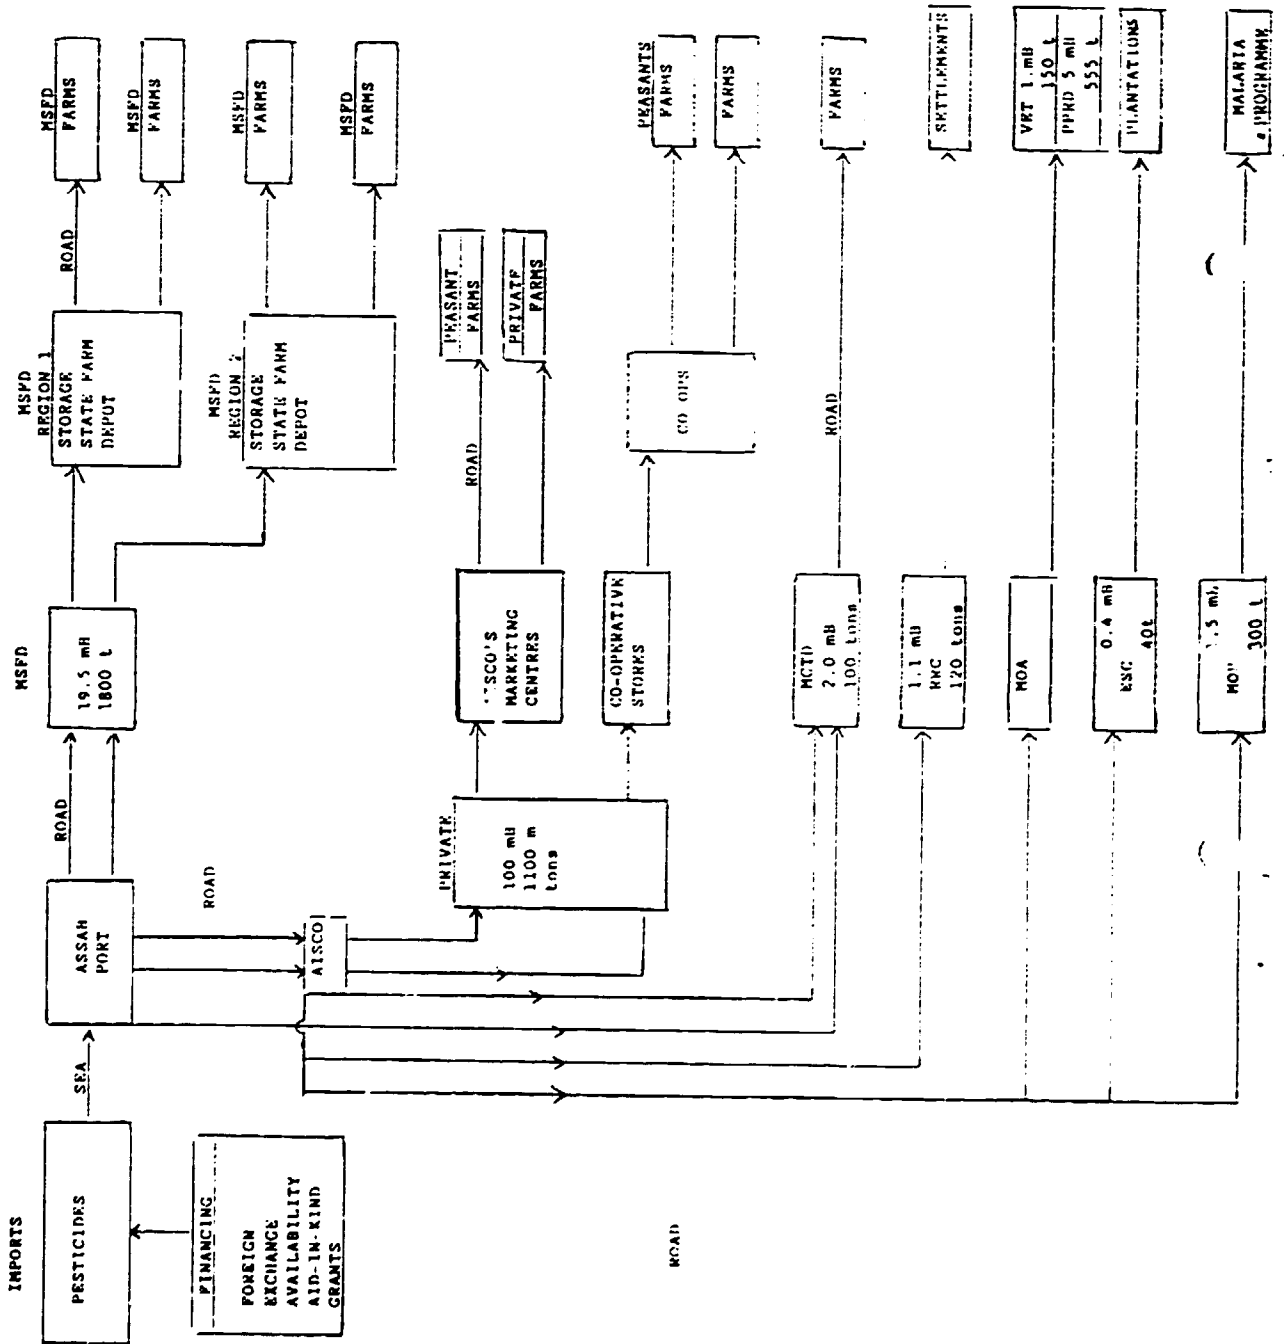 IMPORTS
PESTICIDES
FINANCING
FOREIGN
EXCHANGE
AVAILABILITY
AID-IN-KIND
GRANTS
SEA
ASSAH
PORT
ROAD
MSFD
19.5 mB
1800 t
MSFD
REGION 1
STORAGE
STATE FARM
DEPOT
ROAD
MSFD
FARMS
MSFD
FARMS
MSFD
REGION
STORAGE
STATE FARM
DEPOT
MSFD
FARMS
MSFD
FARMS
ROAD
AISCO
PRIVATE
100 mB
1100 m
tons
MARKETING
CENTRES
ROAD
PEASANT
FARMS
PRIVATE
FARMS
CO-OPERATIVE
STORES
CO OPS
PEASANTS
FARMS
FARMS
MCTD
2.0 mB
100 tons
ROAD
FARMS
1.1 mB
RRC
120 tons
SETTLEMENTS
MOA
VRT 1.mB
150 t
PPRD 5 mB
555 t
0.4 mB
ESC
40t
PLANTATIONS
300 t
MALARIA
PROGRAMME
ROAD